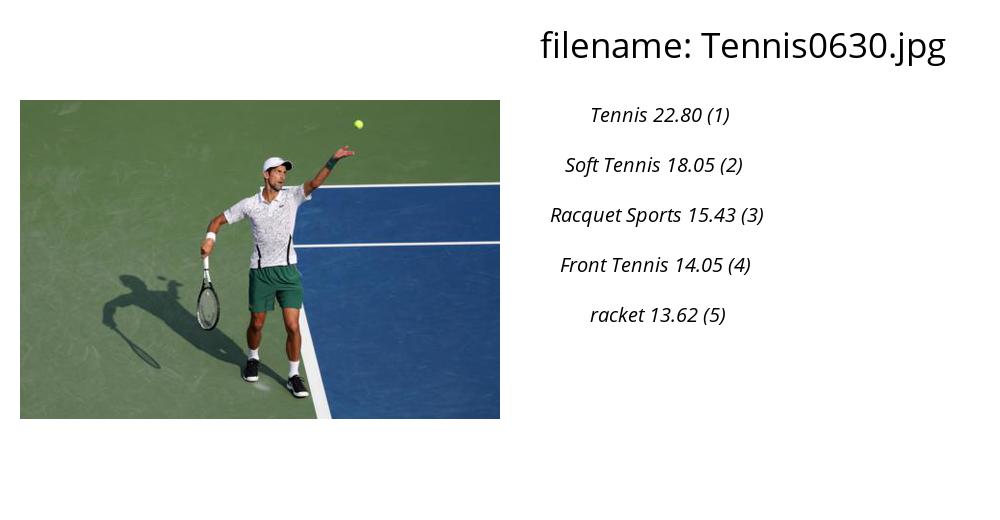 filename: Tennis0630.jpg
Tennis 22.80 (1)
Soft Tennis 18.05 (2)
Racquet Sports 15.43 (3)
Front Tennis 14.05 (4)
racket 13.62 (5)